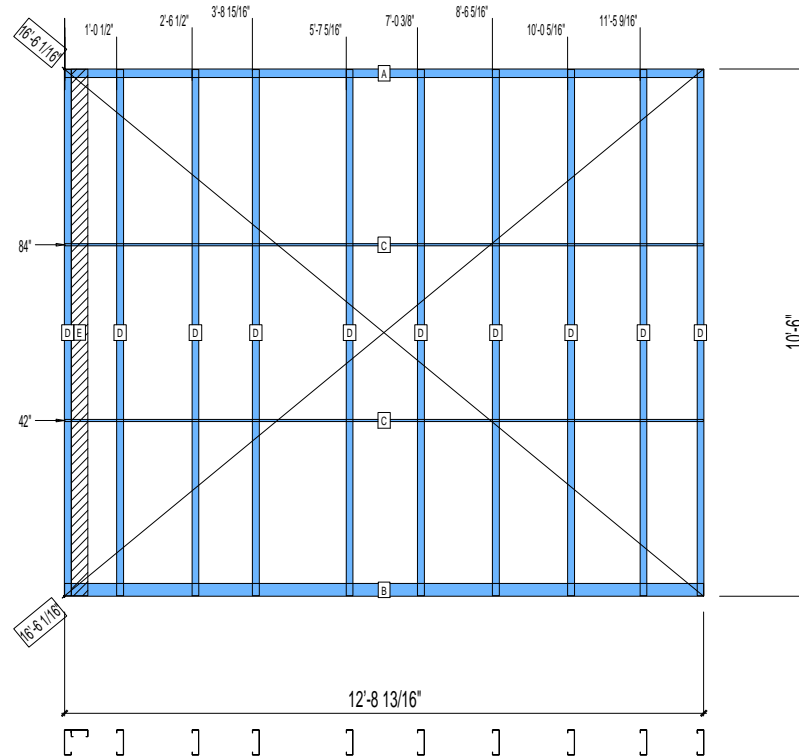 16'-6 1/16"
1'-0 1/2"
2'-6 1/2"
3'-8 15/16"
5'-7 5/16"
7'-0 3/8"
8'-6 5/16"
10'-0 5/16"
11'-5 9/16"
A
84"
C
D E D D D D D D D D D
10'-6"
42"
C
B
16'-6 1/16"
12'-8 13/16"